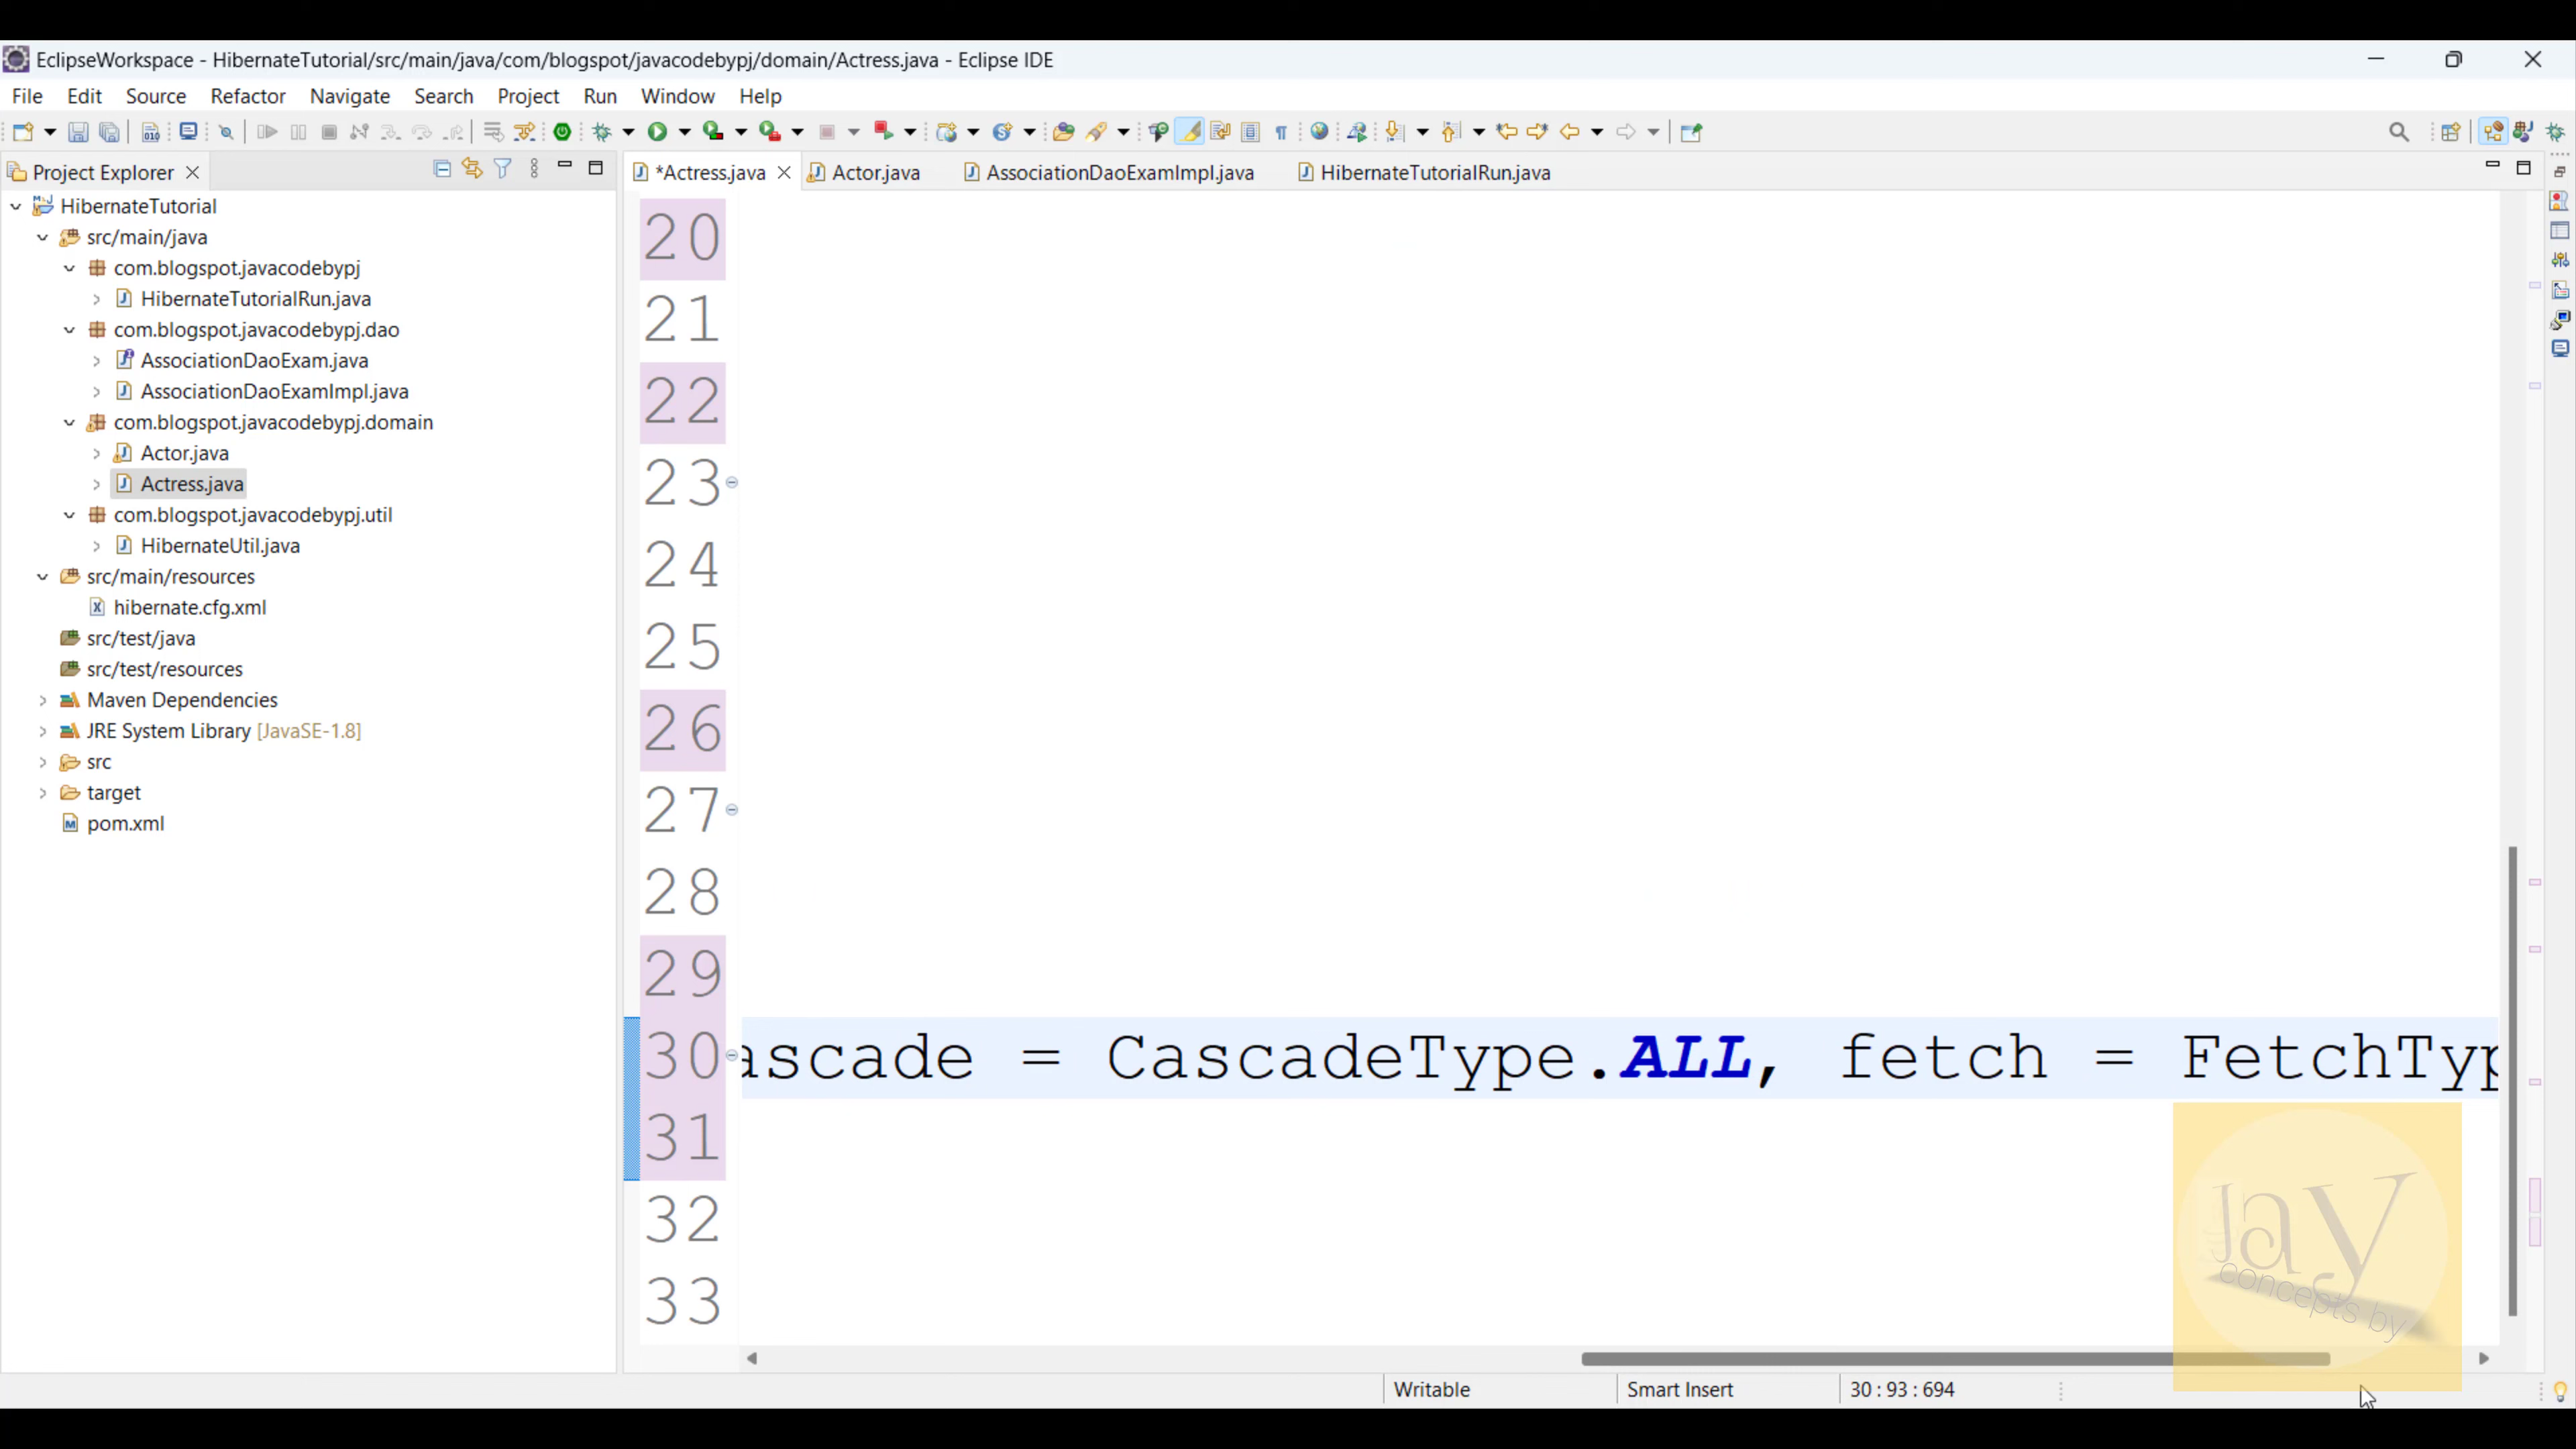 EclipseWorkspace - HibernateTutorial/src/main/java/com/blogspot/javacodebypj/domain/Actress.java - Eclipse IDE
File Edit Source Refactor Navigate Search Project Run Window Help
Project Explorer
*Actress.java Actor.java AssociationDaoExamImpl.java HibernateTutorialRun.java
HibernateTutorial
src/main/java
com.blogspot.javacodebypj
HibernateTutorialRun.java
com.blogspot.javacodebypj.dao
AssociationDaoExam.java
AssociationDaoExamImpl.java
com.blogspot.javacodebypj.domain
Actor.java
Actress.java
com.blogspot.javacodebypj.util
HibernateUtil.java
src/main/resources
hibernate.cfg.xml
src/test/java
src/test/resources
Maven Dependencies
JRE System Library [JavaSE-1.8]
src
target
pom.xml
20
21
22
23
24
25
26
27
28
29
30 ascade = CascadeType.ALL, fetch = FetchTyp
31
32
33
Jay
concepts by
Writable Smart Insert 30 : 93 : 694